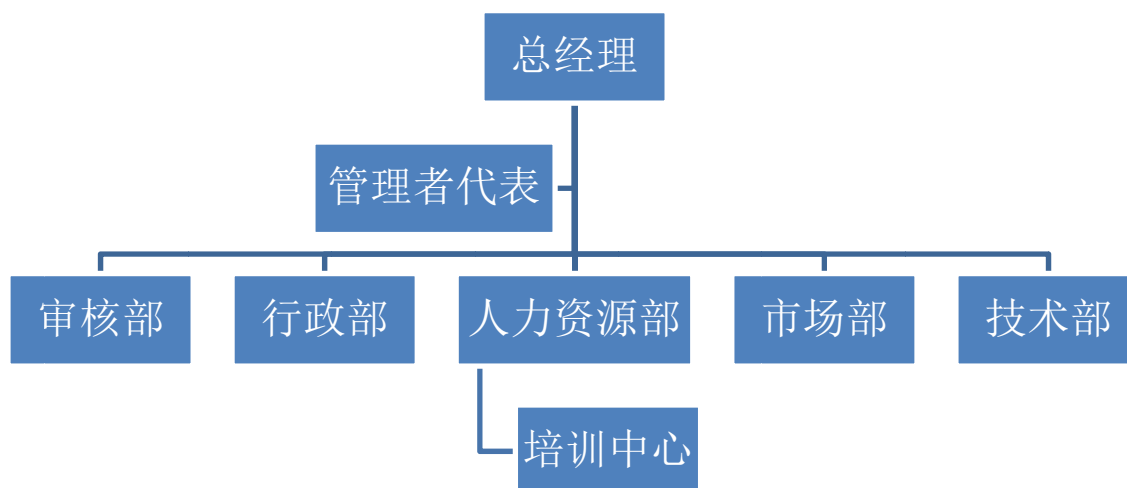 总经理
管理者代表
审核部
行政部
人力资源部
市场部
技术部
培训中心